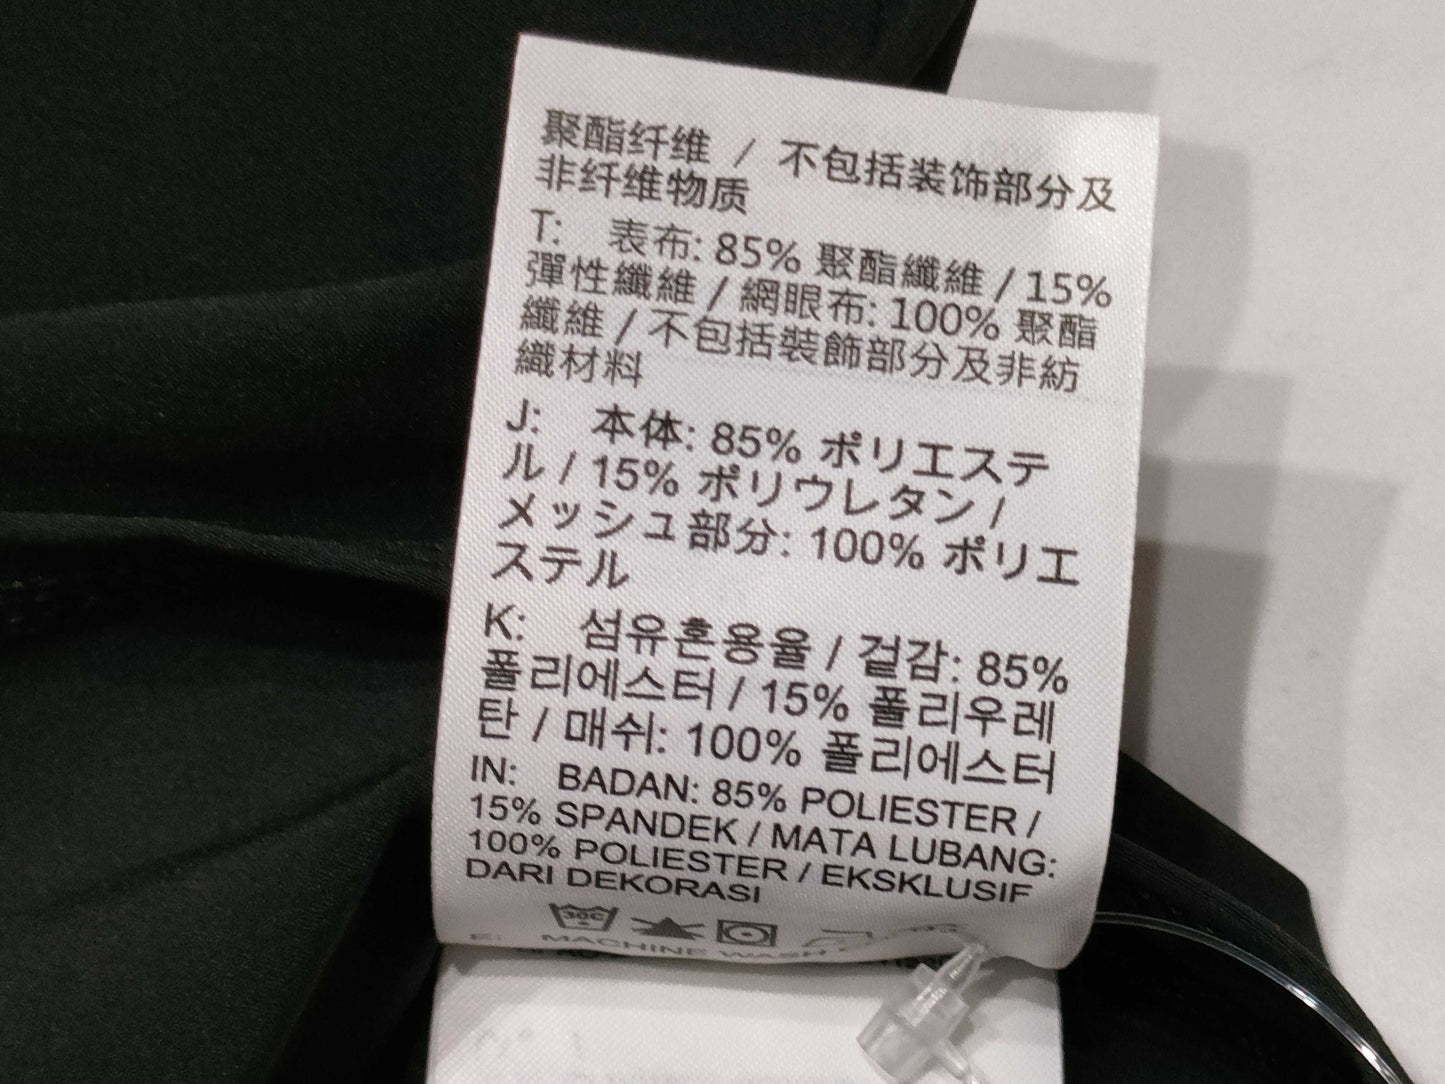 聚酯纤维 / 不包括装饰部分及
非纤维物质
T: 表布: 85% 聚酯纖維 / 15%
彈性纖維 / 網眼布: 100% 聚酯
纖維 / 不包括裝飾部分及非紡
織材料
J: 本体: 85% ポリエステ
ル / 15% ポリウレタン /
メッシュ部分: 100% ポリエ
ステル
K: 섬유혼용율 / 겉감: 85%
폴리에스터 / 15% 폴리우레
탄 / 매쉬: 100% 폴리에스터
IN: BADAN: 85% POLIESTER /
15% SPANDEK / MATA LUBANG:
100% POLIESTER / EKSKLUSIF
DARI DEKORASI
30C
E: MACHINE WASH